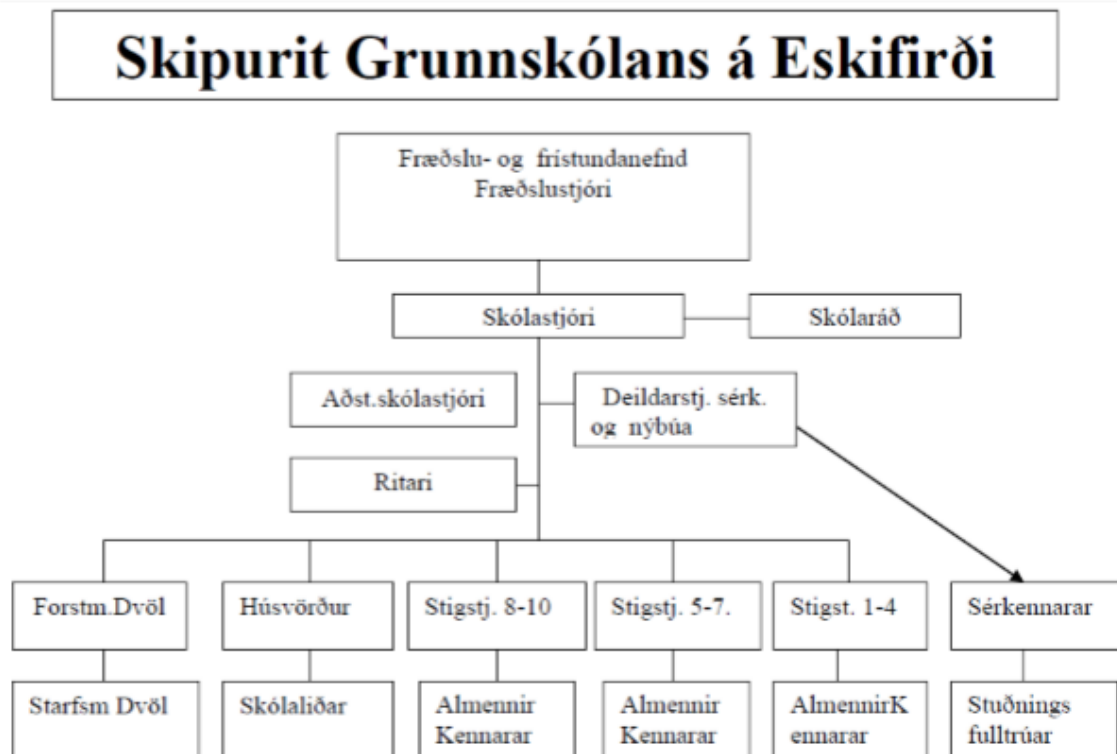 Skipurit Grunnskólans á Eskifirði
Fræðslu- og frístundanefnd
Fræðslustjóri
Skólastjóri
Skólaráð
Aðst.skólastjóri
Deildarstj. sérk.
og nýbúa
Ritari
Forstm.Dvöl
Húsvörður
Stigstj. 8-10
Stigstj. 5-7.
Stigst. 1-4
Sérkennarar
Starfsm Dvöl
Skólaliðar
Almennir
Kennarar
Almennir
Kennarar
AlmennirK
ennarar
Stuðnings
fulltrúar